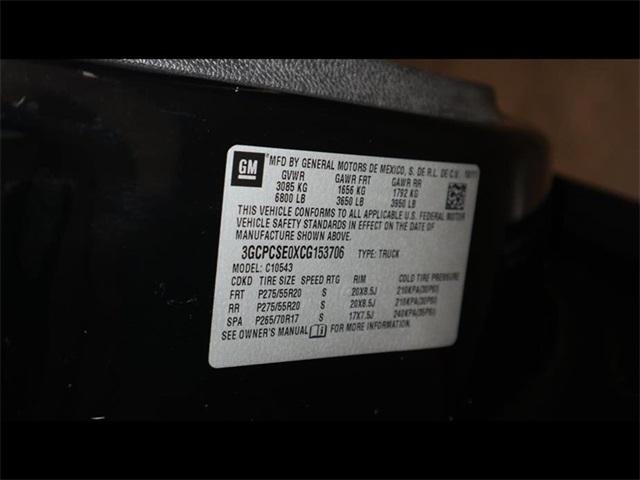 GM ® MFD BY GENERAL MOTORS DE MEXICO, S. DE R.L. DE C.V. 10/11
GVWR GAWR FRT GAWR RR
3085 KG 1656 KG 1792 KG
6800 LB 3650 LB 3950 LB
THIS VEHICLE CONFORMS TO ALL APPLICABLE U.S. FEDERAL MOTOR
VEHICLE SAFETY STANDARDS IN EFFECT ON THE DATE OF
MANUFACTURE SHOWN ABOVE.
3GCPCSE0XCG153706 TYPE: TRUCK
MODEL: C10543
CDKD TIRE SIZE SPEED RTG RIM COLD TIRE PRESSURE
FRT P275/55R20 S 20X8.5J 210KPA(30PSI)
RR P275/55R20 S 20X8.5J 210KPA(30PSI)
SPA P265/70R17 S 17X7.5J 240KPA(35PSI)
SEE OWNER'S MANUAL FOR MORE INFORMATION.